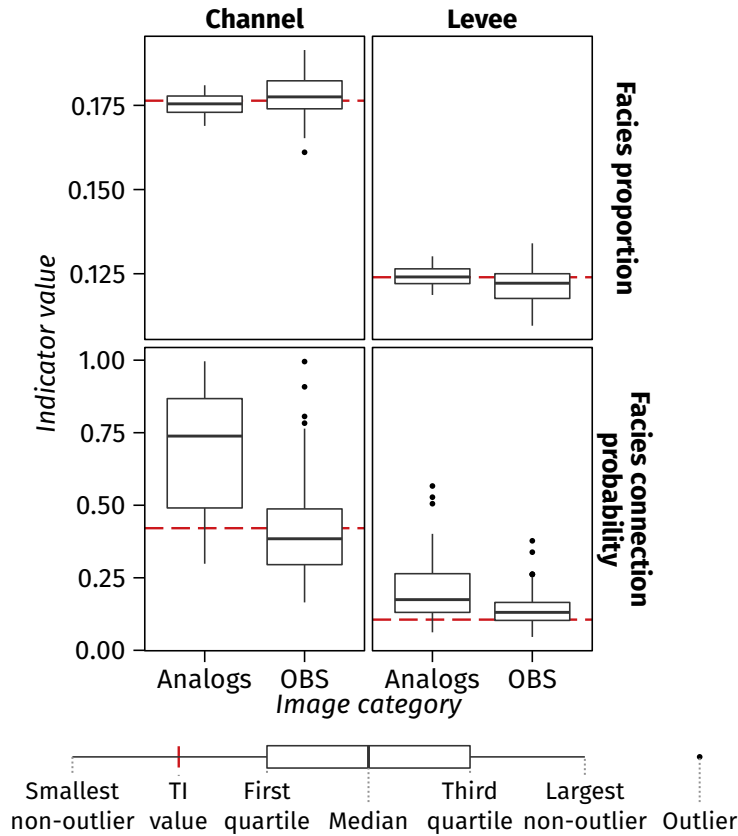 Channel Levee
0.175
0.150
0.125
Facies proportion
Indicator value
1.00
0.75
0.50
0.25
0.00
Facies connection
probability
Analogs OBS Analogs OBS
Image category
Smallest
non-outlier
TI
value
First
quartile
Median
Third
quartile
Largest
non-outlier
Outlier